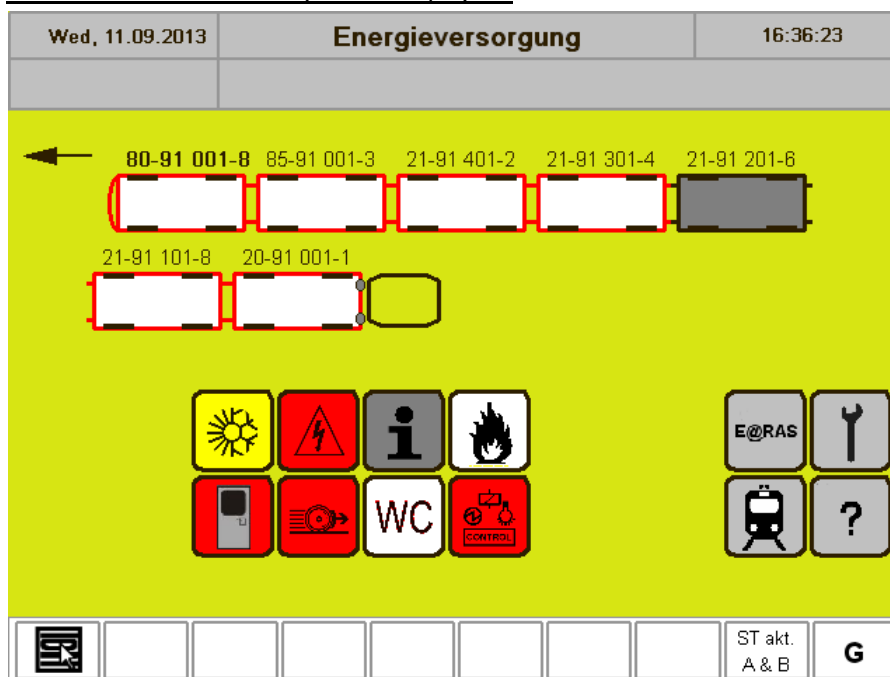 Wed, 11.09.2013 Energieversorgung 16:36:23
80-91 001-8 85-91 001-3 21-91 401-2 21-91 301-4 21-91 201-6
21-91 101-8 20-91 001-1
E@RAS
WC CONTROL ?
ST akt.
A & B
G